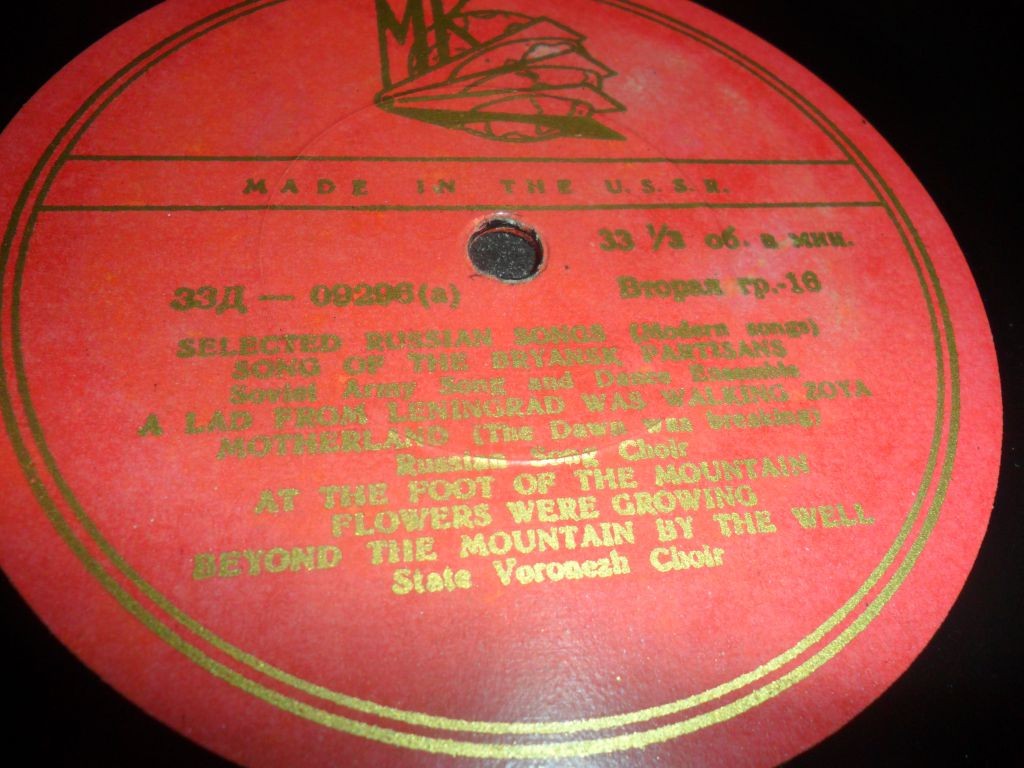 МК
MADE IN THE U.S.S.R.
33 1/3 об. в мин.
33Д — 09296(а)
Вторая гр.-18
SELECTED RUSSIAN SONGS (Modern songs)
SONG OF THE BRYANSK PARTISANS
Soviet Army Song and Dance Ensemble
A LAD FROM LENINGRAD WAS WALKING ZOYA
MOTHERLAND (The Dawn was breaking)
Russian Song Choir
AT THE FOOT OF THE MOUNTAIN
FLOWERS WERE GROWING
BEYOND THE MOUNTAIN BY THE WELL
State Voronezh Choir